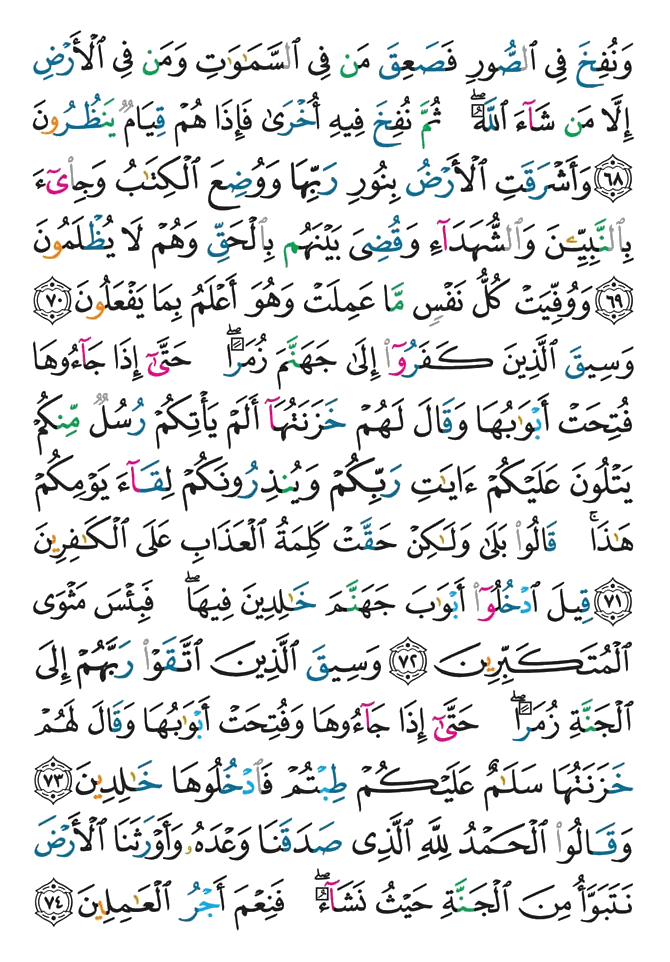 وَنُفِخَ فِي ٱلصُّورِ فَصَعِقَ مَن فِي ٱلسَّمَٰوَٰتِ وَمَن فِي ٱلۡأَرۡضِ
إِلَّا مَن شَآءَ ٱللَّهُۖ ثُمَّ نُفِخَ فِيهِ أُخۡرَىٰ فَإِذَا هُمۡ قِيَامٞ يَنظُرُونَ
٦٨ وَأَشۡرَقَتِ ٱلۡأَرۡضُ بِنُورِ رَبِّهَا وَوُضِعَ ٱلۡكِتَٰبُ وَجِاْيٓءَ
بِٱلنَّبِيِّـۧنَ وَٱلشُّهَدَآءِ وَقُضِيَ بَيۡنَهُم بِٱلۡحَقِّ وَهُمۡ لَا يُظۡلَمُونَ
٦٩ وَوُفِّيَتۡ كُلُّ نَفۡسٖ مَّا عَمِلَتۡ وَهُوَ أَعۡلَمُ بِمَا يَفۡعَلُونَ ٧٠
وَسِيقَ ٱلَّذِينَ كَفَرُوٓاْ إِلَىٰ جَهَنَّمَ زُمَرًاۖ حَتَّىٰٓ إِذَا جَآءُوهَا
فُتِحَتۡ أَبۡوَٰبُهَا وَقَالَ لَهُمۡ خَزَنَتُهَآ أَلَمۡ يَأۡتِكُمۡ رُسُلٞ مِّنكُمۡ
يَتۡلُونَ عَلَيۡكُمۡ ءَايَٰتِ رَبِّكُمۡ وَيُنذِرُونَكُمۡ لِقَآءَ يَوۡمِكُمۡ
هَٰذَاۚ قَالُواْ بَلَىٰ وَلَٰكِنۡ حَقَّتۡ كَلِمَةُ ٱلۡعَذَابِ عَلَى ٱلۡكَٰفِرِينَ
٧١ قِيلَ ٱدۡخُلُوٓاْ أَبۡوَٰبَ جَهَنَّمَ خَٰلِدِينَ فِيهَاۖ فَبِئۡسَ مَثۡوَى
ٱلۡمُتَكَبِّرِينَ ٧٢ وَسِيقَ ٱلَّذِينَ ٱتَّقَوۡاْ رَبَّهُمۡ إِلَى
ٱلۡجَنَّةِ زُمَرًاۖ حَتَّىٰٓ إِذَا جَآءُوهَا وَفُتِحَتۡ أَبۡوَٰبُهَا وَقَالَ لَهُمۡ
خَزَنَتُهَا سَلَٰمٌ عَلَيۡكُمۡ طِبۡتُمۡ فَٱدۡخُلُوهَا خَٰلِدِينَ ٧٣
وَقَالُواْ ٱلۡحَمۡدُ لِلَّهِ ٱلَّذِي صَدَقَنَا وَعۡدَهُۥ وَأَوۡرَثَنَا ٱلۡأَرۡضَ
نَتَبَوَّأُ مِنَ ٱلۡجَنَّةِ حَيۡثُ نَشَآءُۖ فَنِعۡمَ أَجۡرُ ٱلۡعَٰمِلِينَ ٧٤